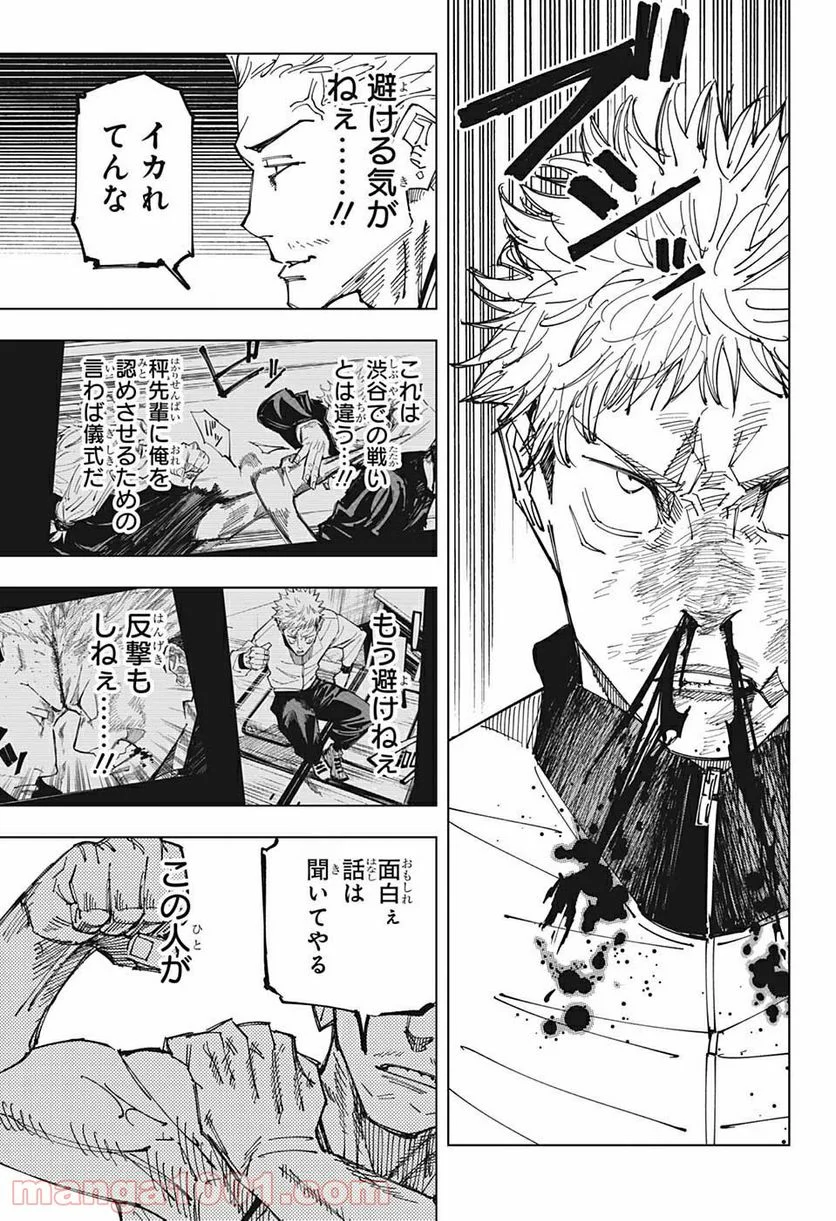 避ける気が
ねぇ……!!
イカれ
てんな
これは
渋谷での戦い
とは違う…!!
秤先輩に俺を
認めさせるための
言わば儀式だ
もう避けねぇ
反撃も
しねぇ……!!
面白ぇ
話は
聞いてやる
この人が
manga1001.com